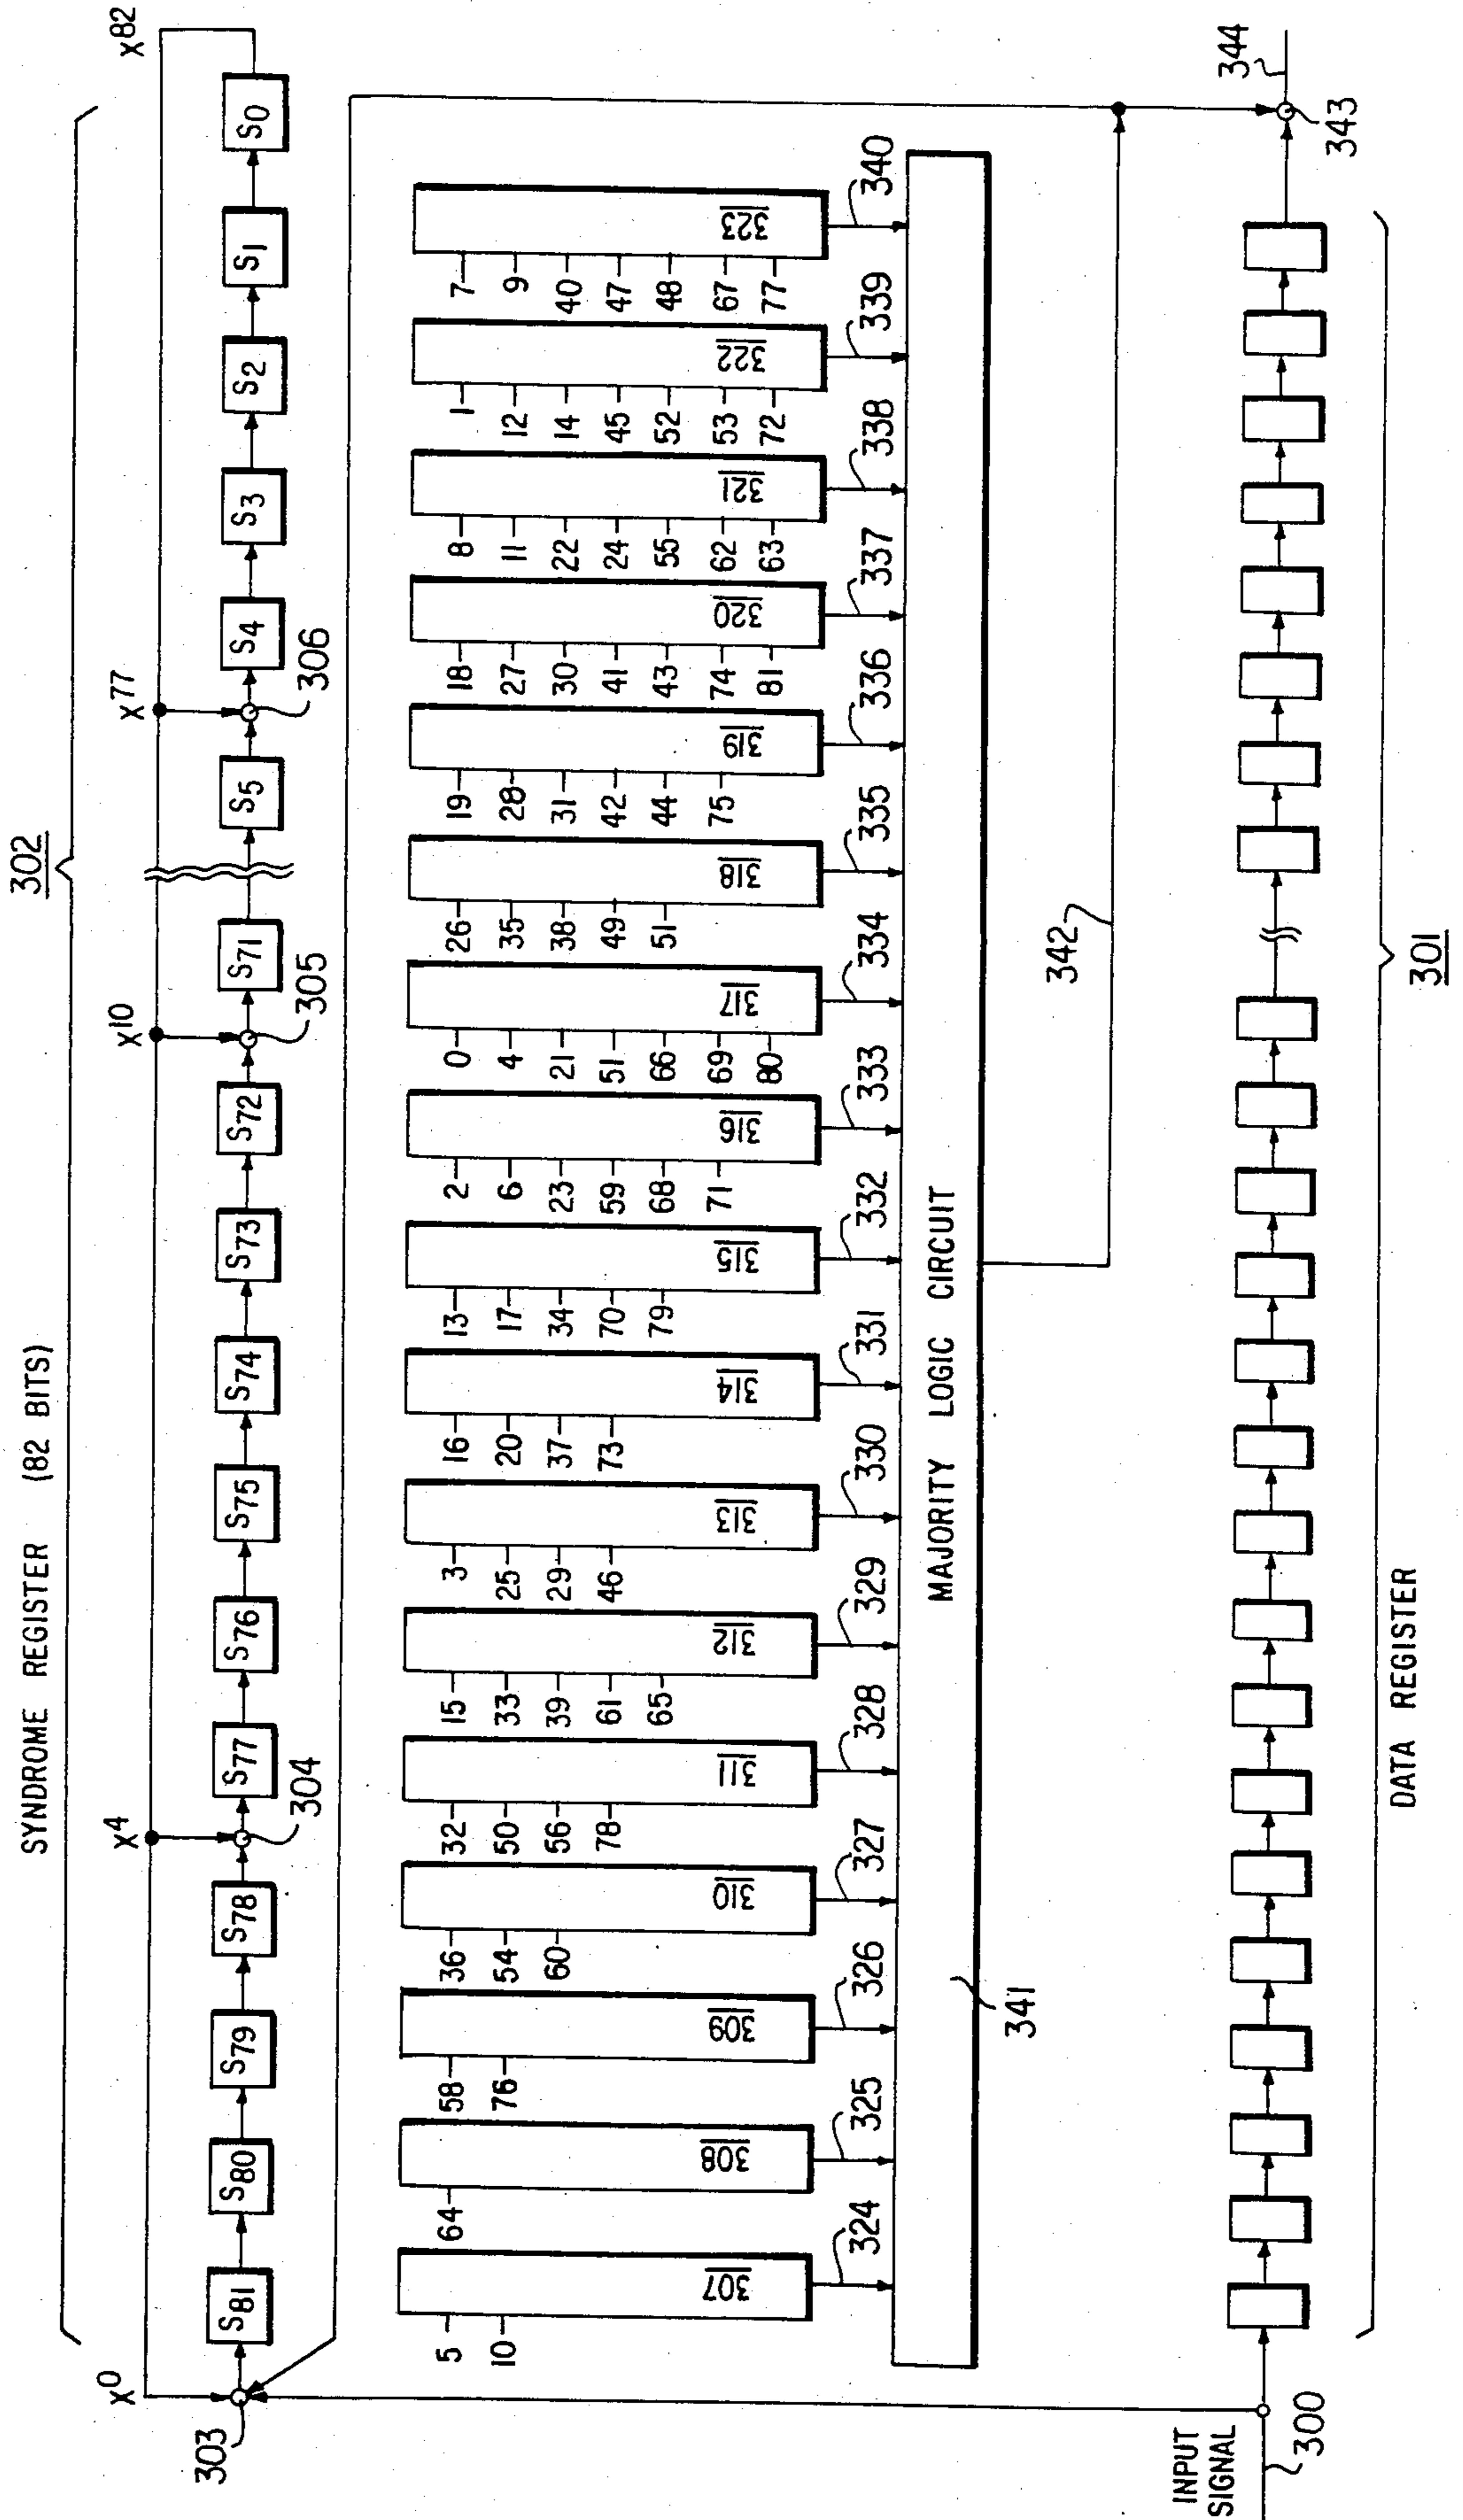 SYNDROME REGISTER (82 BITS)
302
X0 X4 X10 X77 X82
S81 S80 S79 S78 S77 S76 S75 S74 S73 S72 S71 S5 S4 S3 S2 S1 S0
303 304 305 306
5 10 307
64 308
58 76 309
36 54 60 310
32 50 56 78 311
15 33 39 61 65 312
3 25 29 46 313
16 20 37 73 314
13 17 34 70 79 315
2 6 23 59 68 71 316
0 4 21 51 66 69 80 317
26 35 38 49 51 318
19 28 31 42 44 75 319
18 27 30 41 43 74 81 320
8 11 22 24 55 62 63 321
1 12 14 45 52 53 72 322
7 9 40 47 48 67 77 323
324 325 326 327 328 329 330 331 332 333 334 335 336 337 338 339 340
MAJORITY LOGIC CIRCUIT
341
342
INPUT
SIGNAL
300
343
344
DATA REGISTER
301